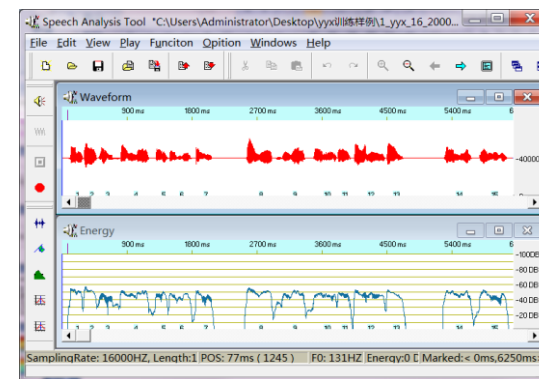 Speech Analysis Tool "C:\Users\Administrator\Desktop\yyx训练样例\1_yyx_16_2000...
File Edit View Play Funciton Opition Windows Help
Waveform
900 ms 1800 ms 2700 ms 3600 ms 4500 ms 5400 ms 6
-40000
1 2 3 4 5 6 7 8 9 10 11 12 13 14 15
Energy
900 ms 1800 ms 2700 ms 3600 ms 4500 ms 5400 ms 6
-100DB
-80 DB
-60 DB
-40 DB
-20 DB
1 2 3 4 5 6 7 8 9 10 11 12 13 14 15
SamplingRate: 16000HZ, Length:1 POS: 77ms ( 1245 ) F0: 131HZ Energy:0 D Marked:< 0ms,6250ms>